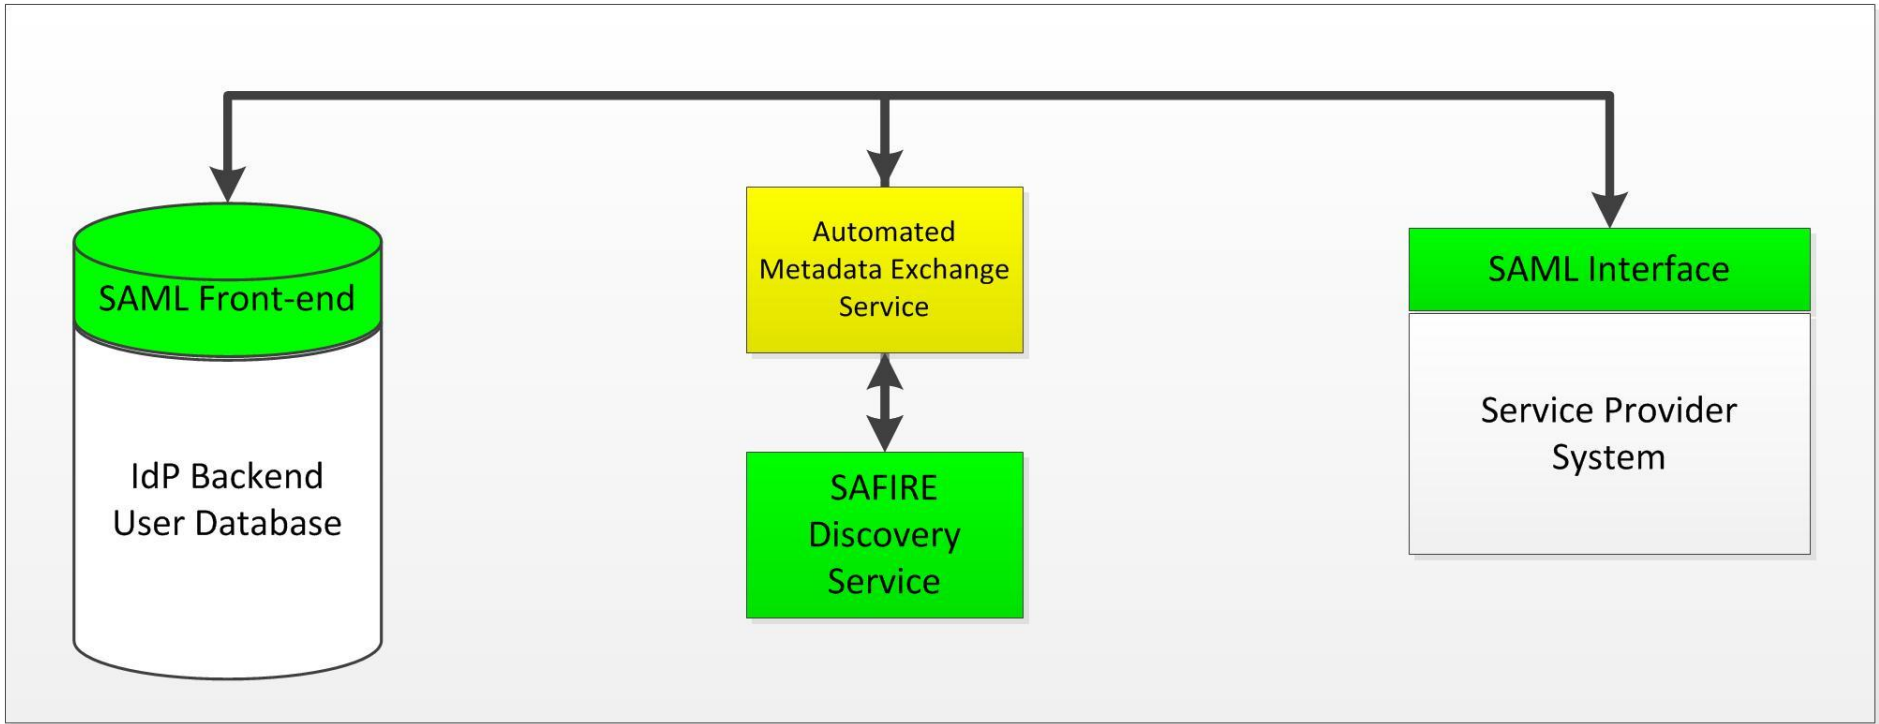 SAML Front-end
IdP Backend
User Database
Automated
Metadata Exchange
Service
SAFIRE
Discovery
Service
SAML Interface
Service Provider
System